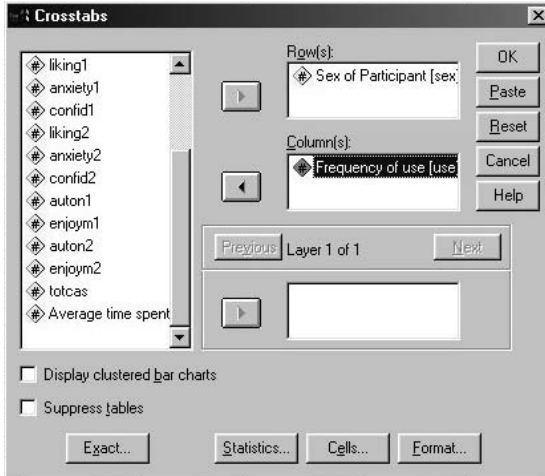 Crosstabs
liking1
anxiety1
confid1
liking2
anxiety2
confid2
auton1
enjoym1
auton2
enjoym2
totcas
Average time spent
Row(s):
Sex of Participant [sex]
Column(s):
Frequency of use [use]
Previous Layer 1 of 1 Next
OK
Paste
Reset
Cancel
Help
Display clustered bar charts
Suppress tables
Exact... Statistics... Cells... Format...